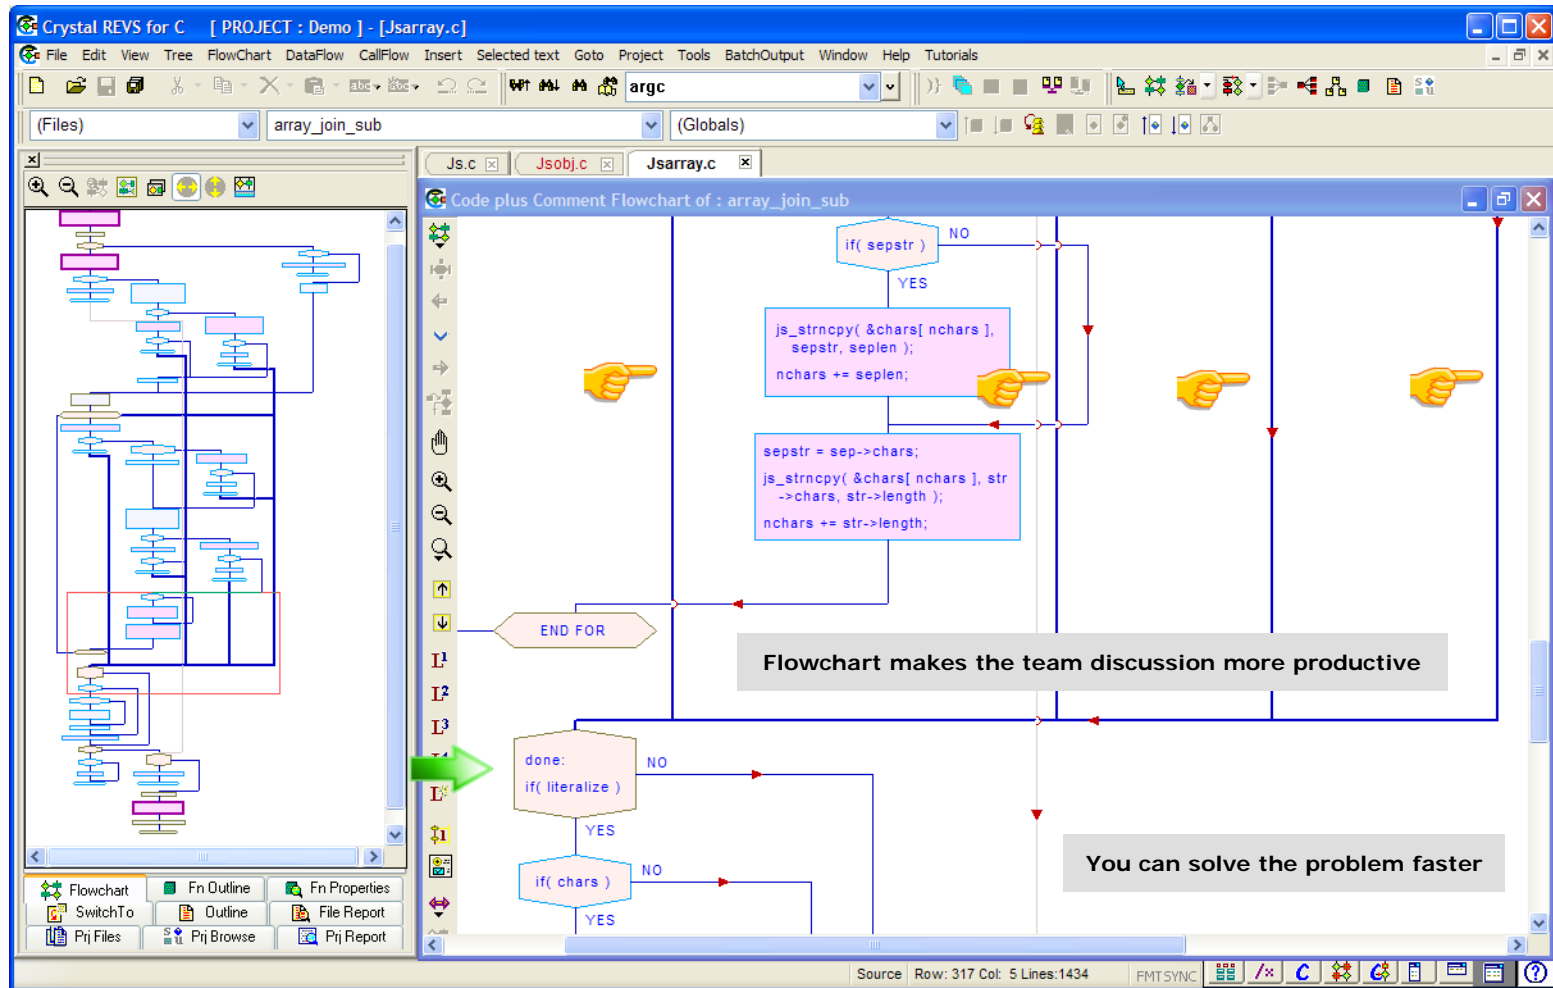 Crystal REVS for C [ PROJECT : Demo ] - [Jsarray.c]
File Edit View Tree FlowChart DataFlow CallFlow Insert Selected text Goto Project Tools BatchOutput Window Help Tutorials
argc
(Files) array_join_sub (Globals)
Js.c Jsobj.c Jsarray.c
Code plus Comment Flowchart of : array_join_sub
if( sepstr )
NO
YES
js_strncpy( &chars[ nchars ],
sepstr, seplen );
nchars += seplen;
sepstr = sep->chars;
js_strncpy( &chars[ nchars ], str
->chars, str->length );
nchars += str->length;
END FOR
Flowchart makes the team discussion more productive
done:
if( literalize )
NO
YES
You can solve the problem faster
if( chars )
NO
YES
L1
L2
L3
Flowchart Fn Outline Fn Properties
SwitchTo Outline File Report
Prj Files Prj Browse Prj Report
Source Row: 317 Col: 5 Lines:1434 FMT SYNC